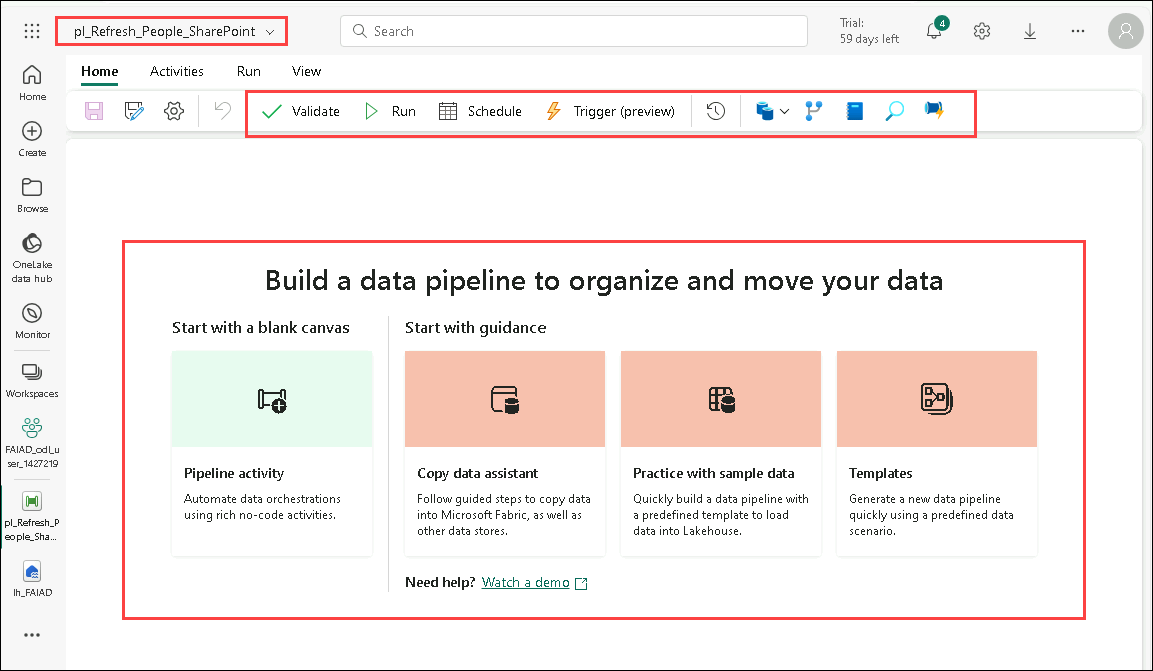 pl_Refresh_People_SharePoint
Search
Trial:
59 days left
4
Home
Activities
Run
View
Validate
Run
Schedule
Trigger (preview)
Home
Create
Browse
OneLake
data hub
Monitor
Workspaces
FAIAD_odl_u
ser_1427219
pl_Refresh_P
eople_Sha...
lh_FAIAD
Build a data pipeline to organize and move your data
Start with a blank canvas
Pipeline activity
Automate data orchestrations
using rich no-code activities.
Start with guidance
Copy data assistant
Follow guided steps to copy data
into Microsoft Fabric, as well as
other data stores.
Practice with sample data
Quickly build a data pipeline with
a predefined template to load
data into Lakehouse.
Templates
Generate a new data pipeline
quickly using a predefined data
scenario.
Need help? Watch a demo